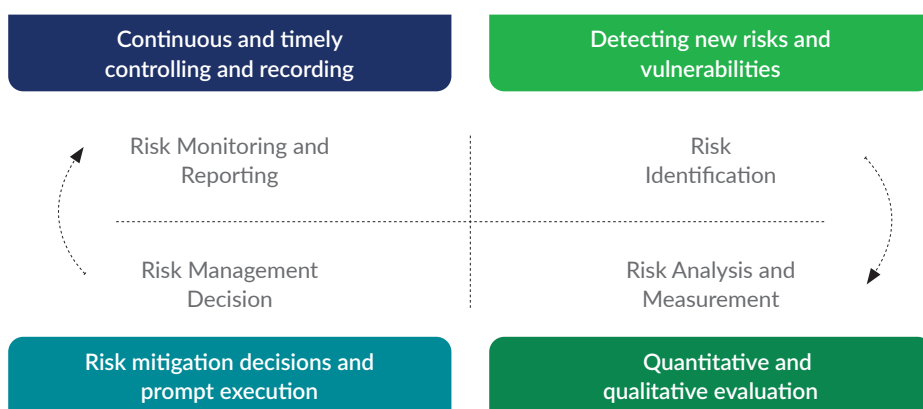 Continuous and timely
controlling and recording
Detecting new risks and
vulnerabilities
Risk Monitoring and
Reporting
Risk
Identification
Risk Management
Decision
Risk Analysis and
Measurement
Risk mitigation decisions and
prompt execution
Quantitative and
qualitative evaluation